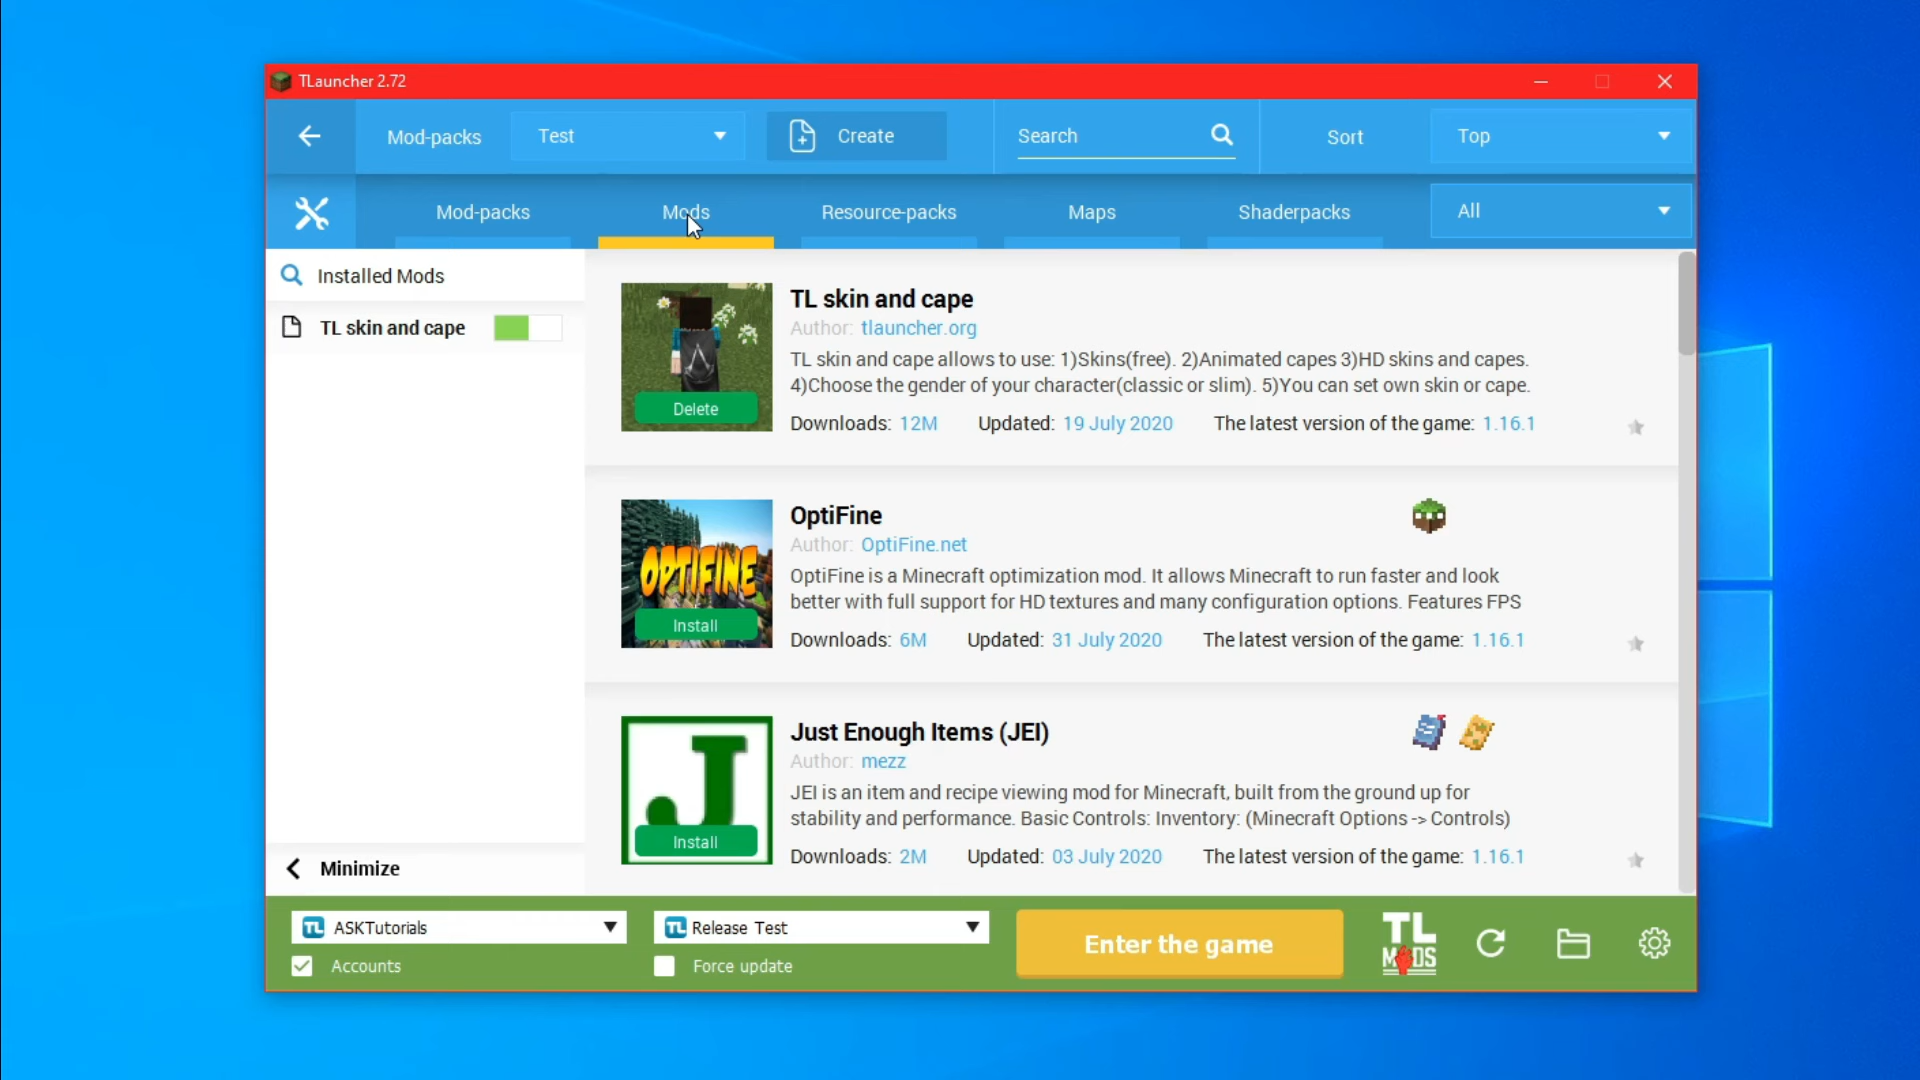 TLauncher 2.72
Mod-packs
Test
Create
Search
Sort
Top
Mod-packs
Mods
Resource-packs
Maps
Shaderpacks
All
Installed Mods
TL skin and cape
Minimize
TL skin and cape
Author: tlauncher.org
TL skin and cape allows to use: 1)Skins(free). 2)Animated capes 3)HD skins and capes.
4)Choose the gender of your character(classic or slim). 5)You can set own skin or cape.
Delete
Downloads: 12M Updated: 19 July 2020 The latest version of the game: 1.16.1
OptiFine
Author: OptiFine.net
OptiFine is a Minecraft optimization mod. It allows Minecraft to run faster and look
better with full support for HD textures and many configuration options. Features FPS
OPTIFINE
Install
Downloads: 6M Updated: 31 July 2020 The latest version of the game: 1.16.1
Just Enough Items (JEI)
Author: mezz
JEI is an item and recipe viewing mod for Minecraft, built from the ground up for
stability and performance. Basic Controls: Inventory: (Minecraft Options -> Controls)
J
Install
Downloads: 2M Updated: 03 July 2020 The latest version of the game: 1.16.1
TL ASKTutorials
TL Release Test
Accounts
Force update
Enter the game
TL
MODS